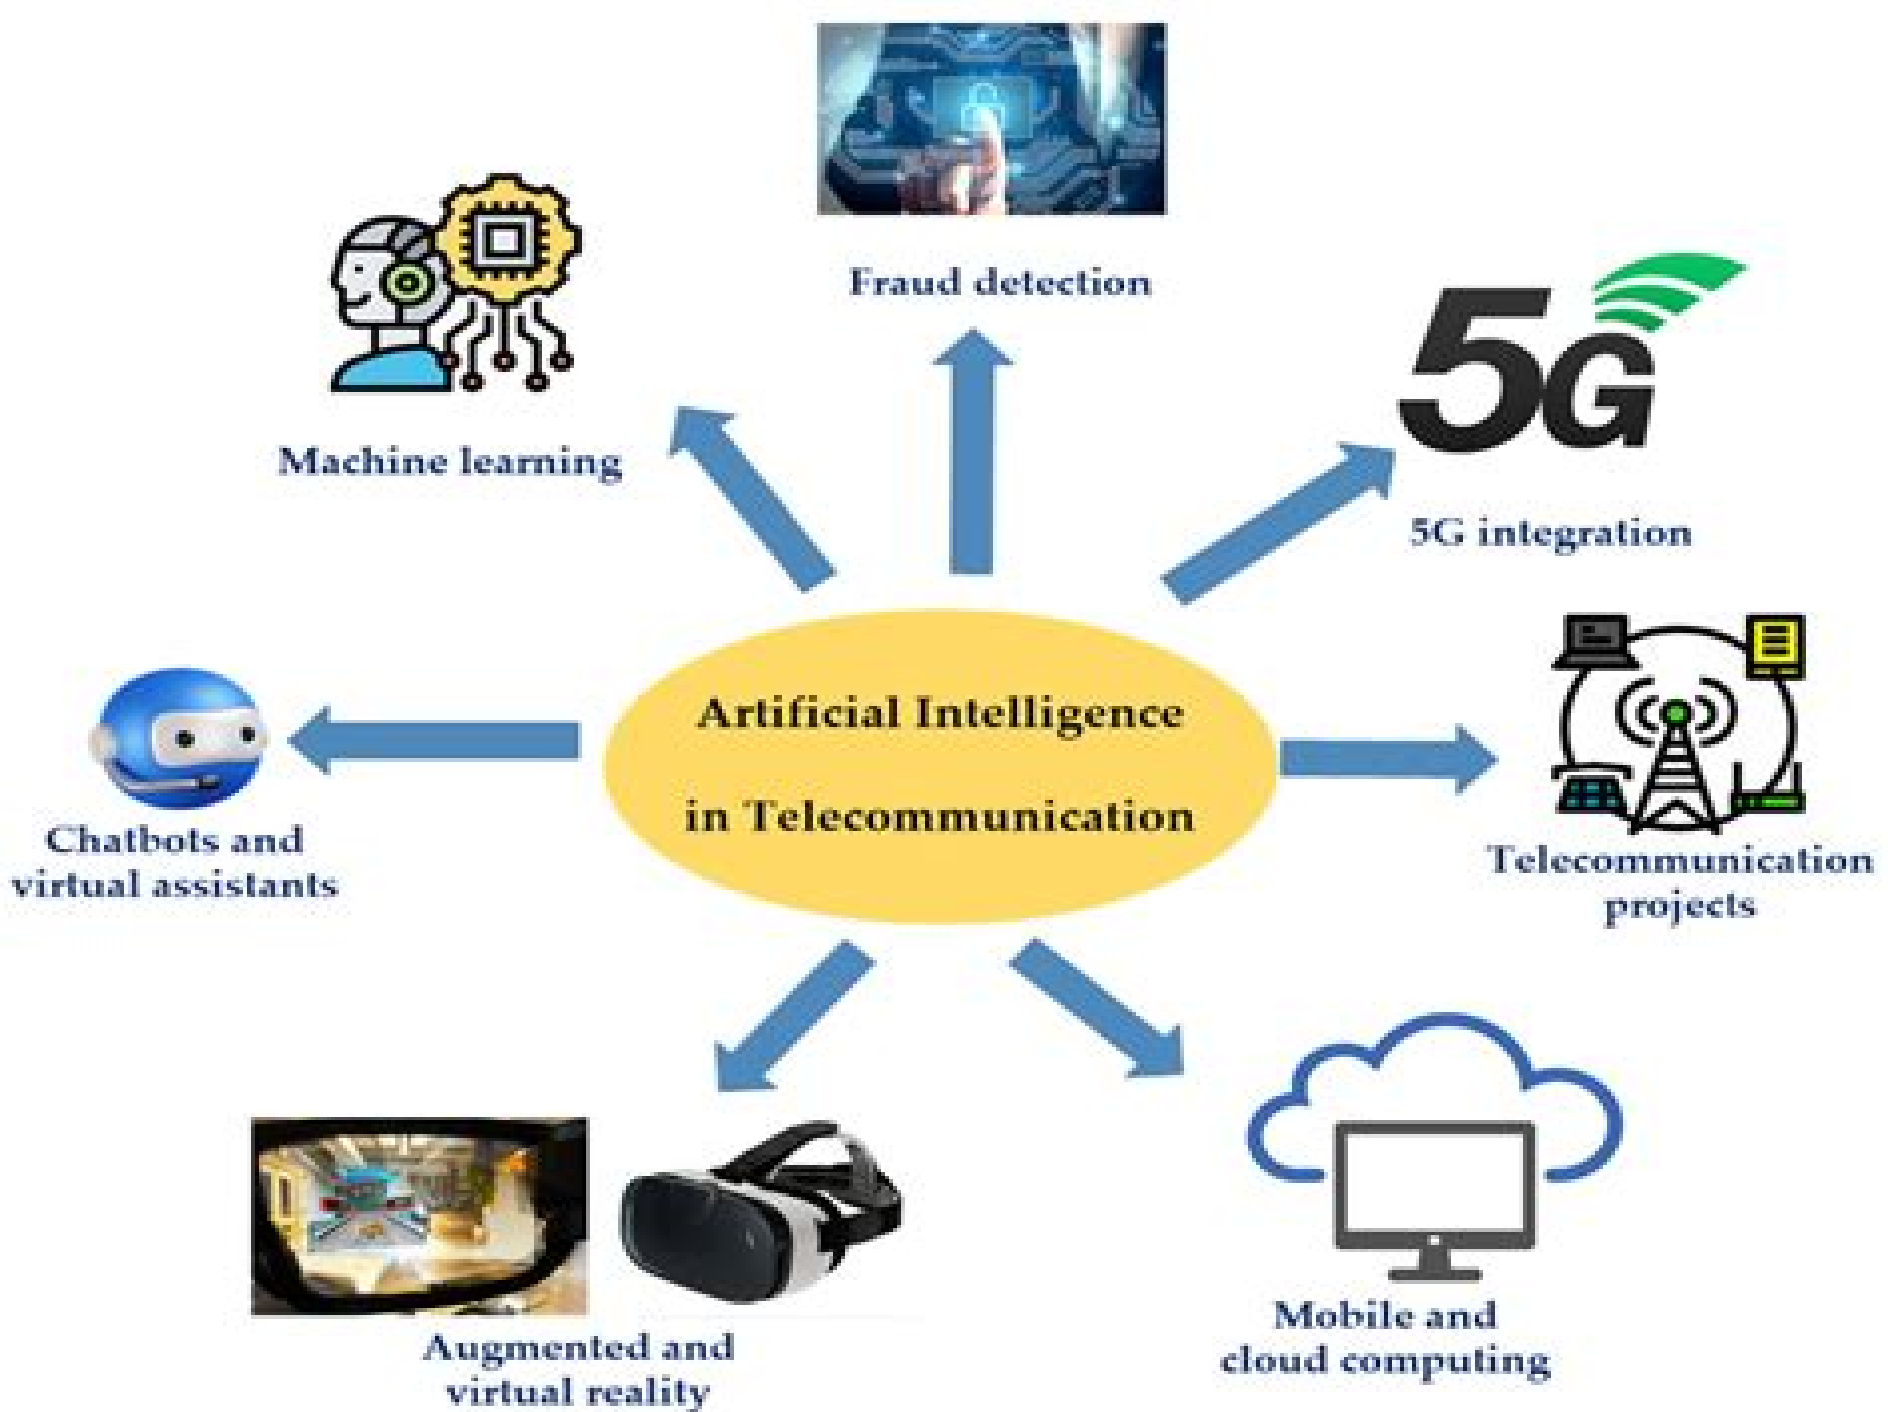 Fraud detection
5G
Machine learning
5G integration
Artificial Intelligence
in Telecommunication
Chatbots and
virtual assistants
Telecommunication
projects
Augmented and
virtual reality
Mobile and
cloud computing